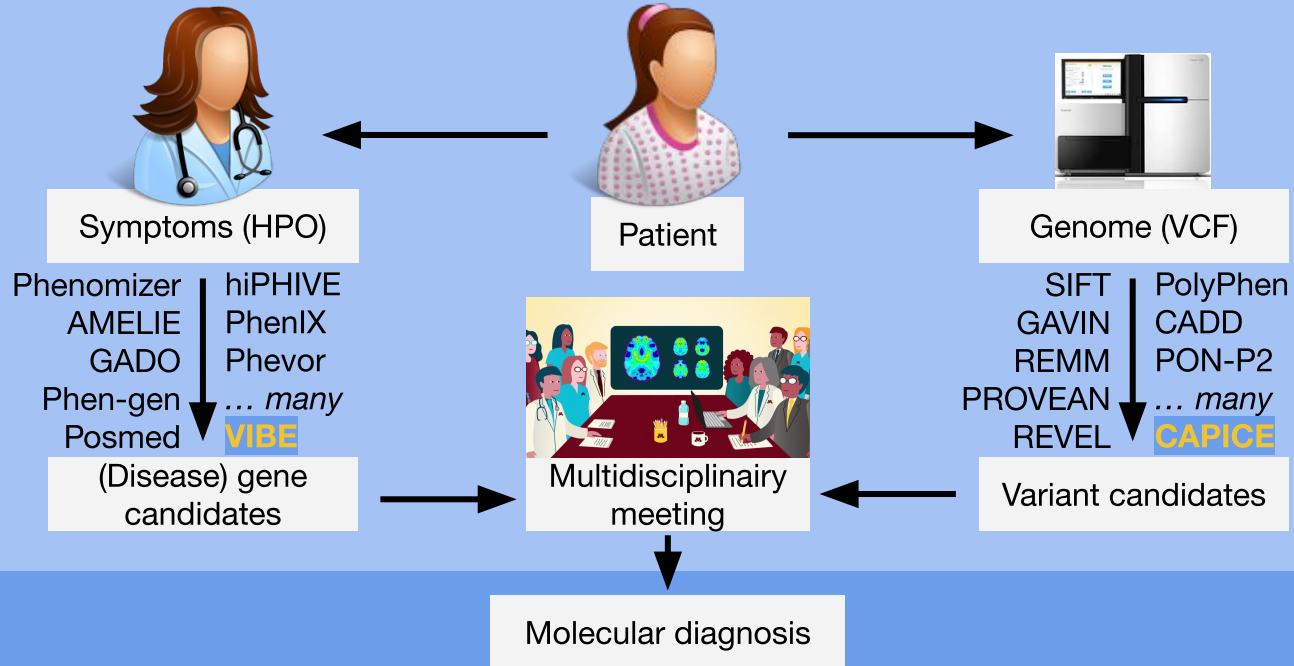 Symptoms (HPO)
Patient
Genome (VCF)
Phenomizer
AMELIE
GADO
Phen-gen
Posmed
hiPHIVE
PhenIX
Phevor
... many
VIBE
SIFT
GAVIN
REMM
PROVEAN
REVEL
PolyPhen
CADD
PON-P2
... many
CAPICE
(Disease) gene
candidates
Multidisciplinairy
meeting
Variant candidates
Molecular diagnosis